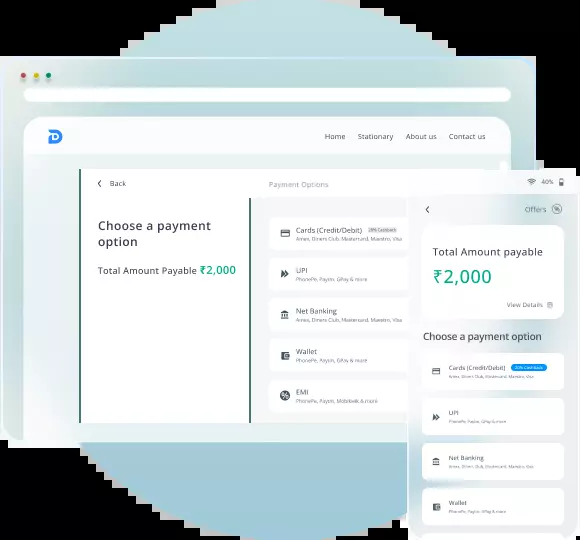 Home Stationary About us Contact us
Back
Payment Options
Choose a payment
option
Total Amount Payable ₹2,000
Cards (Credit/Debit) 20% Cashback
Amex, Diners Club, Mastercard, Maestro, Visa
UPI
PhonePe, Paytm, GPay & more
Net Banking
Amex, Diners Club, Mastercard, Maestro, Visa
Wallet
PhonePe, Paytm, GPay & more
EMI
PhonePe, Paytm, Mobikwik & more
40%
Offers
Total Amount payable
₹2,000
View Details
Choose a payment option
Cards (Credit/Debit) 20% Cashback
Amex, Diners Club, Mastercard, Maestro, Visa
UPI
PhonePe, Paytm, GPay & more
Net Banking
Amex, Diners Club, Mastercard, Maestro, Visa
Wallet
PhonePe, Paytm, GPay & more